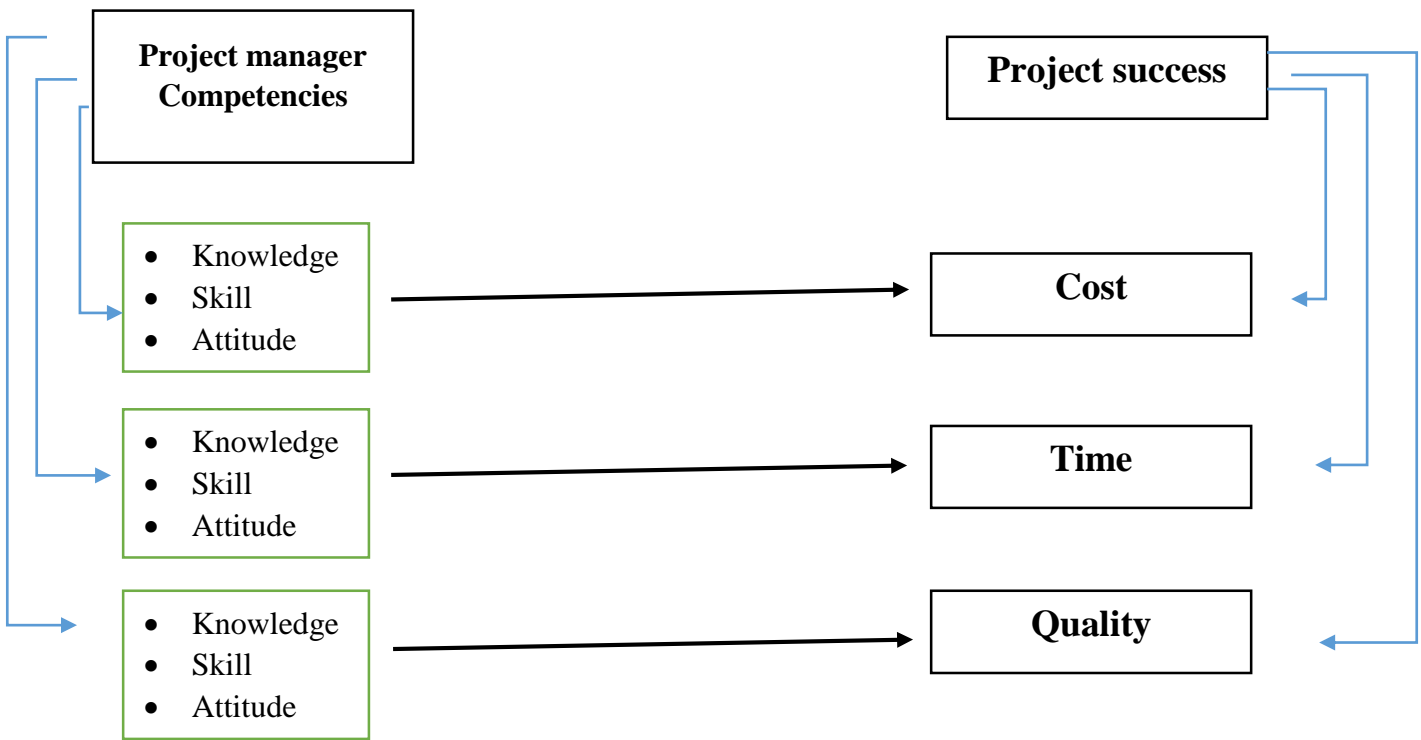 Project manager
Competencies
Project success
• Knowledge
• Skill
• Attitude
Cost
• Knowledge
• Skill
• Attitude
Time
• Knowledge
• Skill
• Attitude
Quality